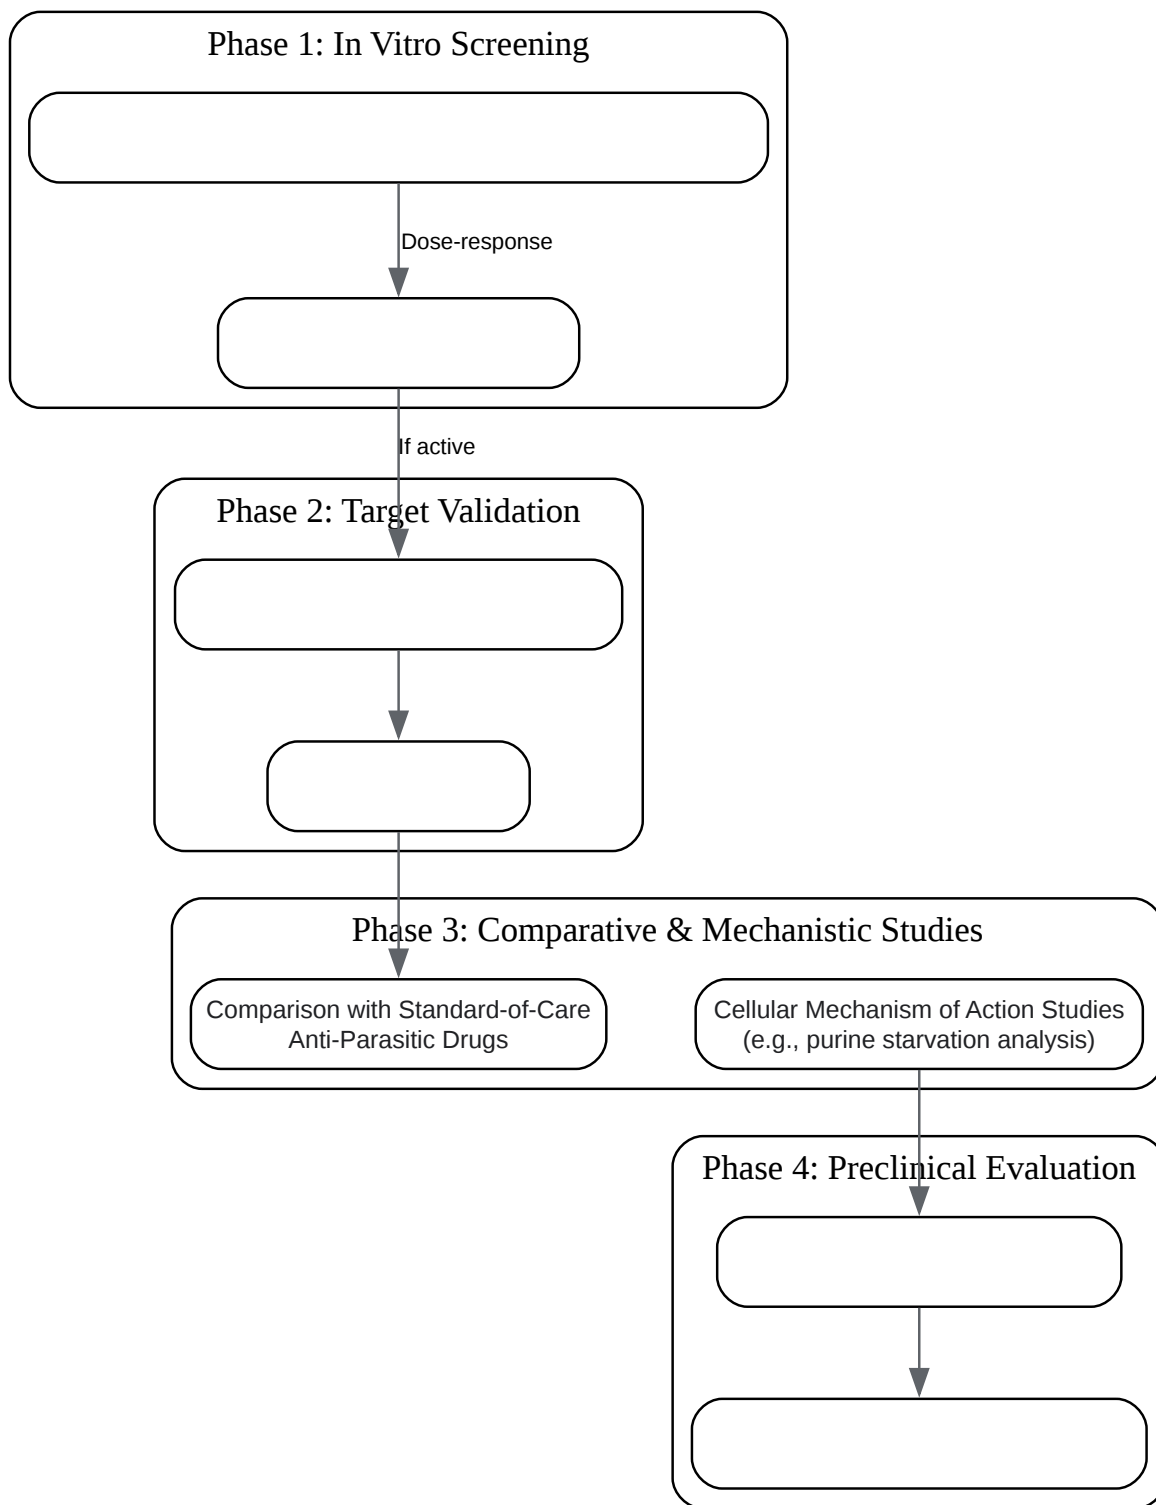 Phase 1: In Vitro Screening
Dose-response
If active
Phase 2: Target Validation
Phase 3: Comparative & Mechanistic Studies
Comparison with Standard-of-Care
Anti-Parasitic Drugs
Cellular Mechanism of Action Studies
(e.g., purine starvation analysis)
Phase 4: Preclinical Evaluation